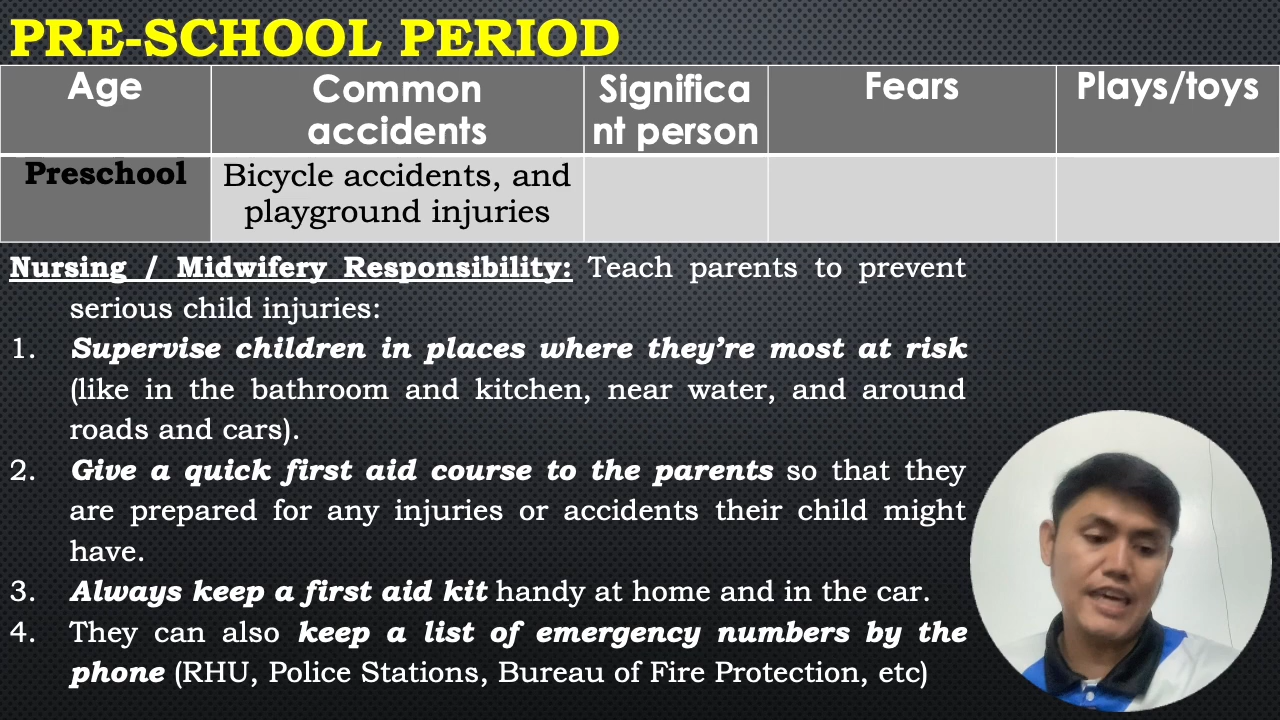 PRE-SCHOOL PERIOD
Age
Common
accidents
Significa
nt person
Fears
Plays/toys
Preschool
Bicycle accidents, and
playground injuries
Nursing / Midwifery Responsibility: Teach parents to prevent
serious child injuries:
1. Supervise children in places where they’re most at risk
(like in the bathroom and kitchen, near water, and around
roads and cars).
2. Give a quick first aid course to the parents so that they
are prepared for any injuries or accidents their child might
have.
3. Always keep a first aid kit handy at home and in the car.
4. They can also keep a list of emergency numbers by the
phone (RHU, Police Stations, Bureau of Fire Protection, etc)